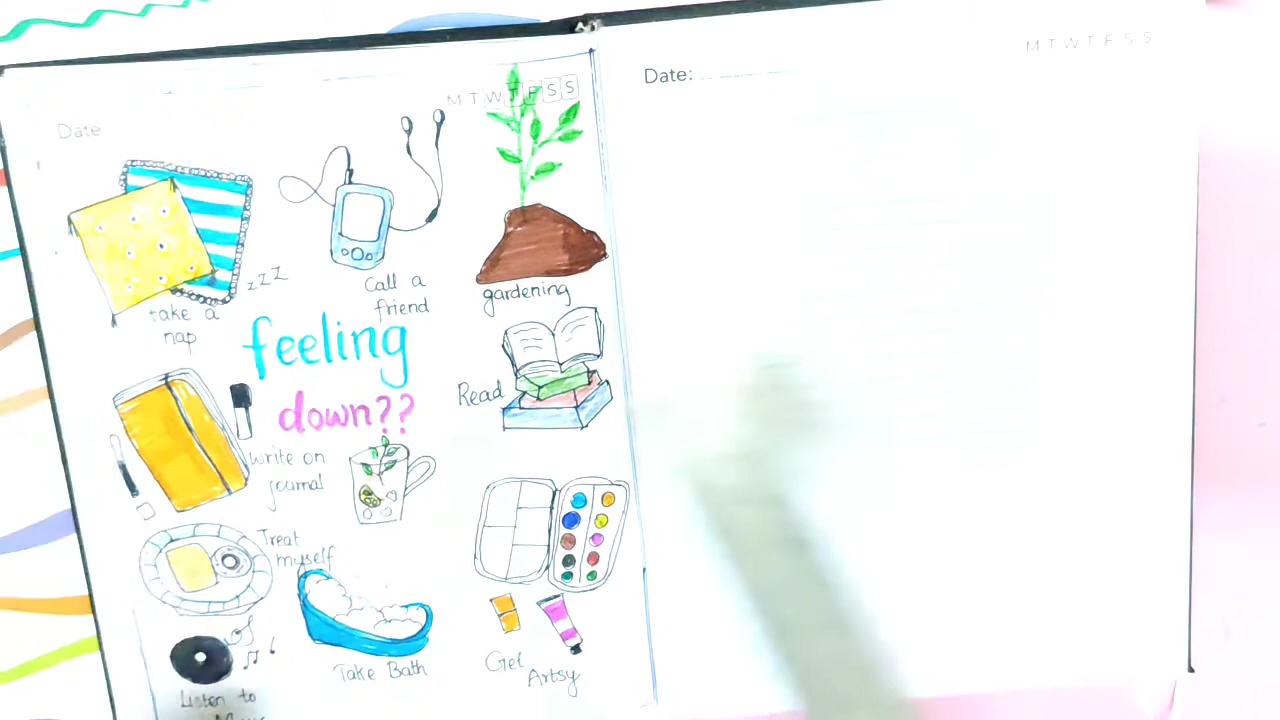 Date
M T W T F S S
take a
nap
zZZ
Call a
friend
gardening
feeling
down??
Read
write on
journal
Treat
myself
Take Bath
Get
Artsy
Listen to
Music
Date:
M T W T F S S